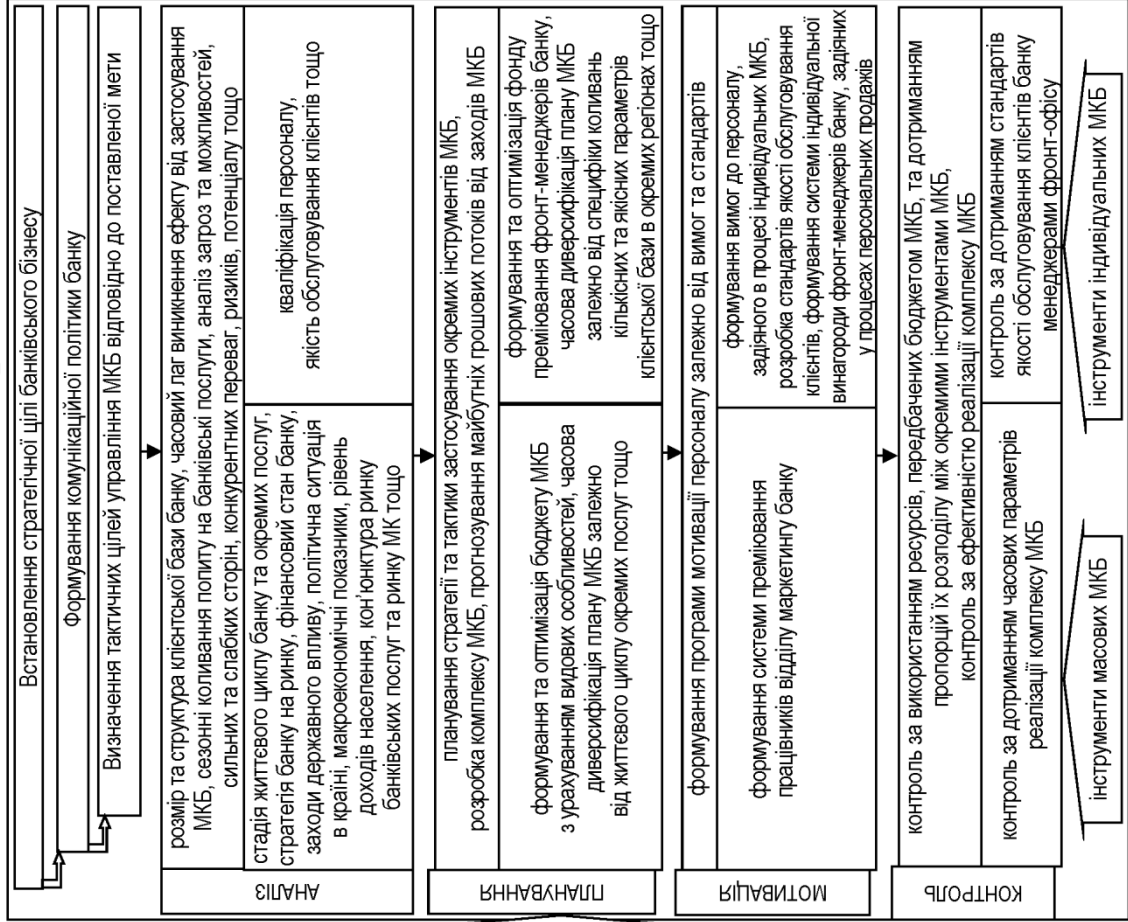 Встановлення стратегічної цілі банківського бізнесу
Формування комунікаційної політики банку
Визначення тактичних цілей управління МКБ відповідно до поставленої мети
АНАЛІЗ
розмір та структура клієнтської бази банку, часовий лаг виникнення ефекту від застосування
МКБ, сезонні коливання попиту на банківські послуги, аналіз загроз та можливостей,
сильних та слабких сторін, конкурентних переваг, ризиків, потенціалу тощо
стадія життєвого циклу банку та окремих послуг,
стратегія банку на ринку, фінансовий стан банку,
заходи державного впливу, політична ситуація
в країні, макроекономічні показники, рівень
доходів населення, кон'юнктура ринку
банківських послуг та ринку МК тощо
кваліфікація персоналу,
якість обслуговування клієнтів тощо
ПЛАНУВАННЯ
планування стратегії та тактики застосування окремих інструментів МКБ,
розробка комплексу МКБ, прогнозування майбутніх грошових потоків від заходів МКБ
формування та оптимізація бюджету МКБ
з урахуванням видових особливостей, часова
диверсифікація плану МКБ залежно
від життєвого циклу окремих послуг тощо
формування та оптимізація фонду
преміювання фронт-менеджерів банку,
часова диверсифікація плану МКБ
залежно від специфіки коливань
кількісних та якісних параметрів
клієнтської бази в окремих регіонах тощо
МОТИВАЦІЯ
формування програми мотивації персоналу залежно від вимог та стандартів
формування системи преміювання
працівників відділу маркетингу банку
формування вимог до персоналу,
задіяного в процесі індивідуальних МКБ,
розробка стандартів якості обслуговування
клієнтів, формування системи індивідуальної
винагороди фронт-менеджерів банку, задіяних
у процесах персональних продажів
КОНТРОЛЬ
контроль за використанням ресурсів, передбачених бюджетом МКБ, та дотриманням
пропорцій їх розподілу між окремими інструментами МКБ,
контроль за ефективністю реалізації комплексу МКБ
контроль за дотриманням часових параметрів
реалізації комплексу МКБ
контроль за дотриманням стандартів
якості обслуговування клієнтів банку
менеджерами фронт-офісу
інструменти масових МКБ
інструменти індивідуальних МКБ